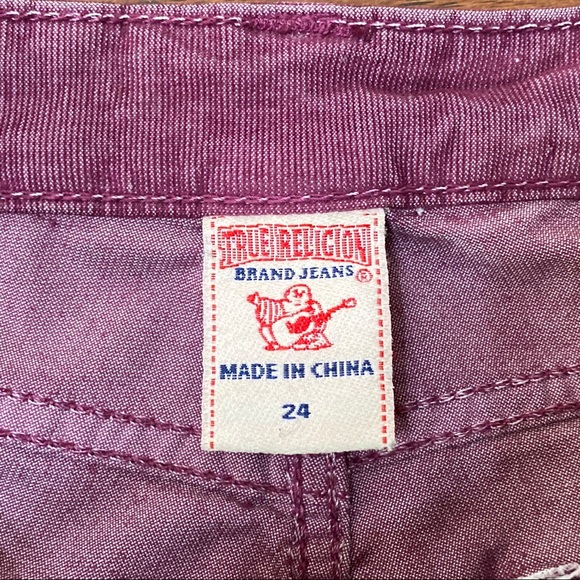 TRUE RELIGION
BRAND JEANS ®
MADE IN CHINA
24